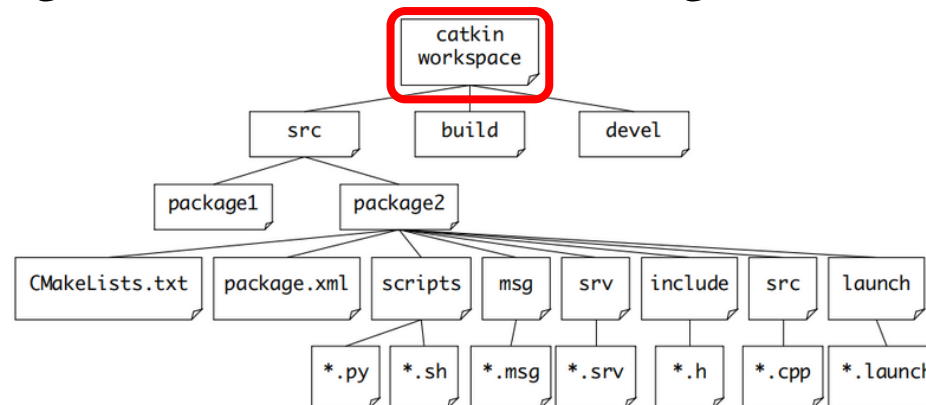 catkin
workspace
src
build
devel
package1
package2
CMakeLists.txt
package.xml
scripts
msg
srv
include
src
launch
*.py
*.sh
*.msg
*.srv
*.h
*.cpp
*.launch